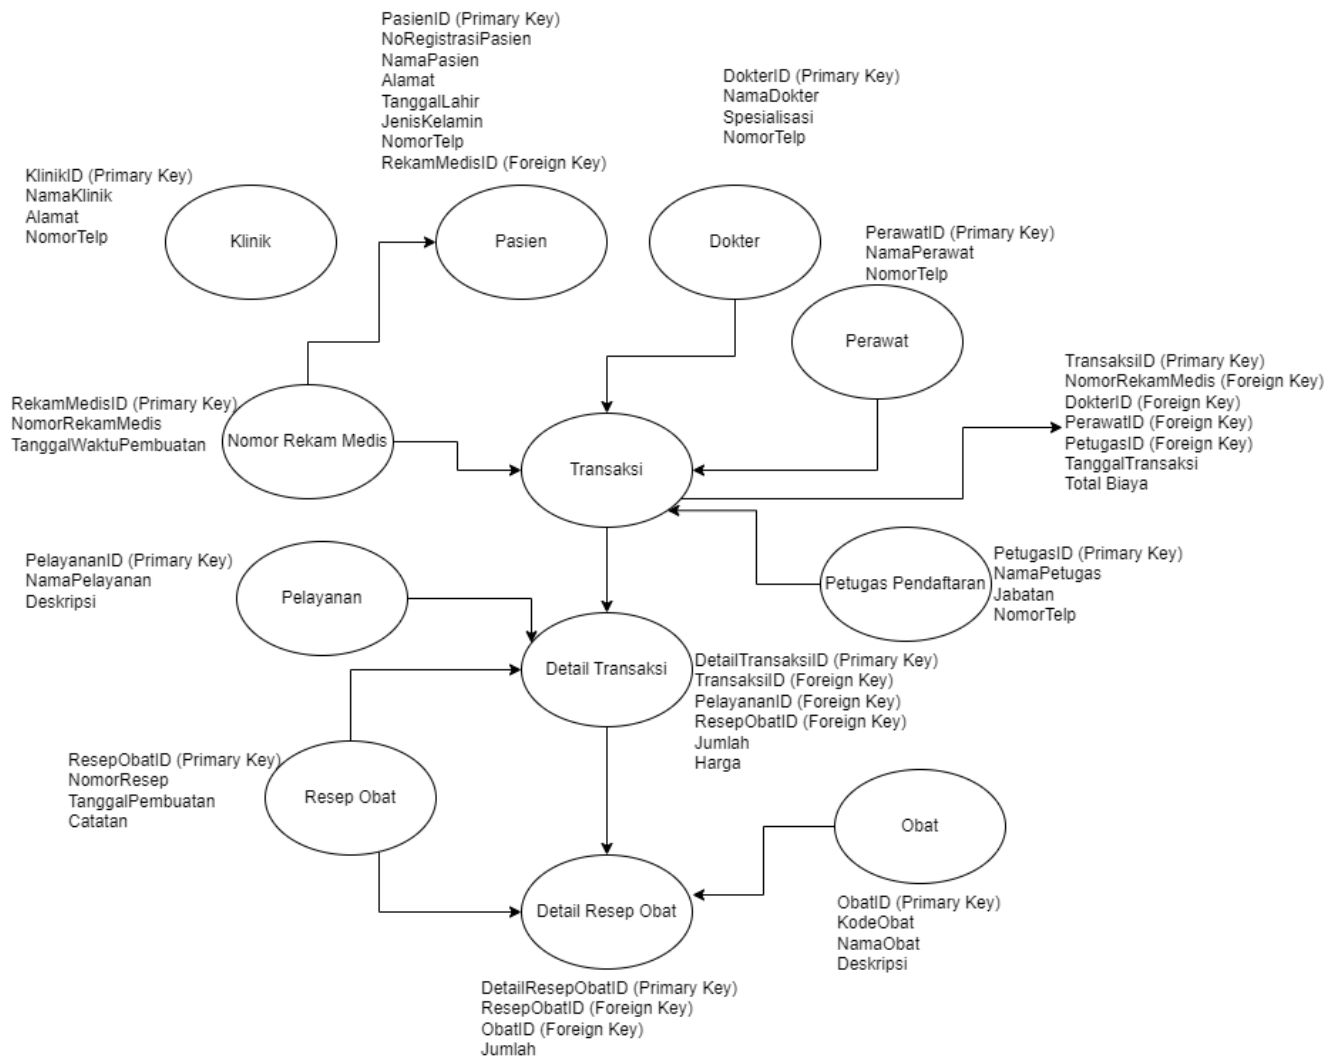 PasienID (Primary Key)
NoRegistrasiPasien
NamaPasien
Alamat
TanggalLahir
JenisKelamin
NomorTelp
RekamMedisID (Foreign Key)
DokterID (Primary Key)
NamaDokter
Spesialisasi
NomorTelp
KlinikID (Primary Key)
NamaKlinik
Alamat
NomorTelp
Klinik
Pasien
Dokter
PerawatID (Primary Key)
NamaPerawat
NomorTelp
Perawat
TransaksiID (Primary Key)
NomorRekamMedis (Foreign Key)
DokterID (Foreign Key)
PerawatID (Foreign Key)
PetugasID (Foreign Key)
TanggalTransaksi
Total Biaya
RekamMedisID (Primary Key)
NomorRekamMedis
TanggalWaktuPembuatan
Nomor Rekam Medis
Transaksi
PelayananID (Primary Key)
NamaPelayanan
Deskripsi
Pelayanan
Petugas Pendaftaran
PetugasID (Primary Key)
NamaPetugas
Jabatan
NomorTelp
Detail Transaksi
DetailTransaksiID (Primary Key)
TransaksiID (Foreign Key)
PelayananID (Foreign Key)
ResepObatID (Foreign Key)
Jumlah
Harga
ResepObatID (Primary Key)
NomorResep
TanggalPembuatan
Catatan
Resep Obat
Obat
ObatID (Primary Key)
KodeObat
NamaObat
Deskripsi
Detail Resep Obat
DetailResepObatID (Primary Key)
ResepObatID (Foreign Key)
ObatID (Foreign Key)
Jumlah